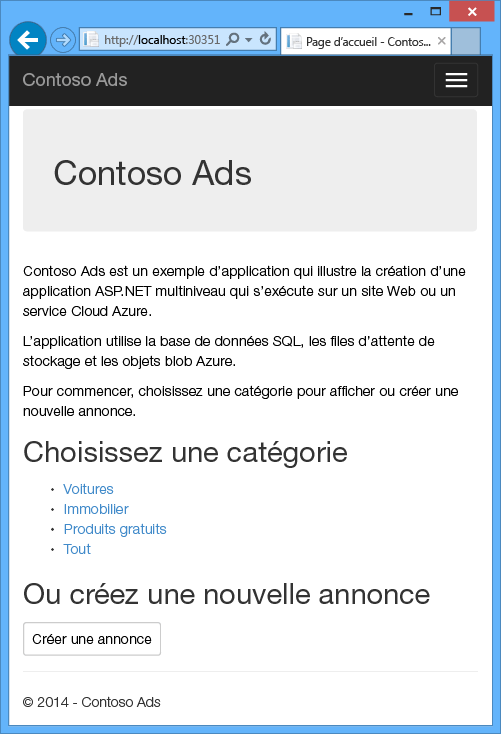 http://localhost:30351
Page d'accueil - Contos...
Contoso Ads
Contoso Ads
Contoso Ads est un exemple d'application qui illustre la création d'une
application ASP.NET multiniveau qui s'exécute sur un site Web ou un
service Cloud Azure.
L'application utilise la base de données SQL, les files d'attente de
stockage et les objets blob Azure.
Pour commencer, choisissez une catégorie pour afficher ou créer une
nouvelle annonce.
Choisissez une catégorie
• Voitures
• Immobilier
• Produits gratuits
• Tout
Ou créez une nouvelle annonce
Créer une annonce
© 2014 - Contoso Ads